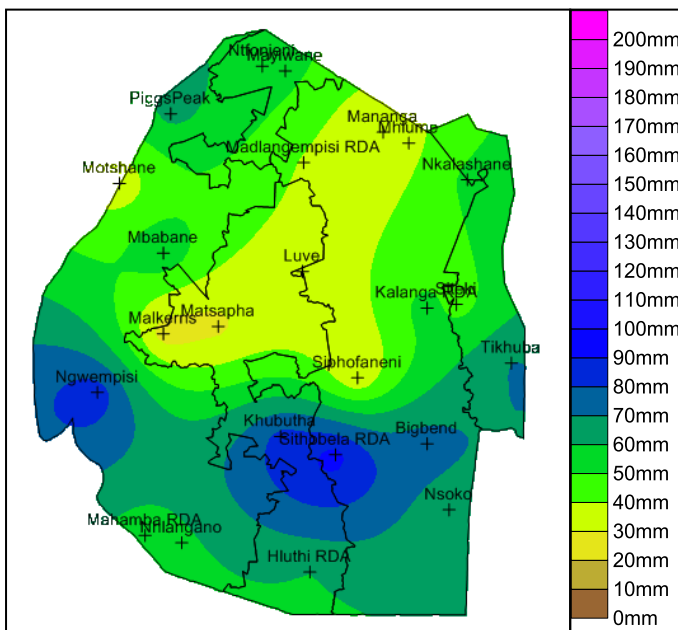 Ntfonjeni
Mayiwane
PiggsPeak
Mananga
Mhlume
Madlangempisi RDA
Nkalashane
Motshane
Mbabane
Luve
Kalanga RDA
Siteki
Matsapha
Malkerns
Tikhuba
Siphofaneni
Ngwempisi
Khubutha
Sithobela RDA
Bigbend
Nsoko
Mahamba RDA
Nhlangano
Hluthi RDA
200mm
190mm
180mm
170mm
160mm
150mm
140mm
130mm
120mm
110mm
100mm
90mm
80mm
70mm
60mm
50mm
40mm
30mm
20mm
10mm
0mm